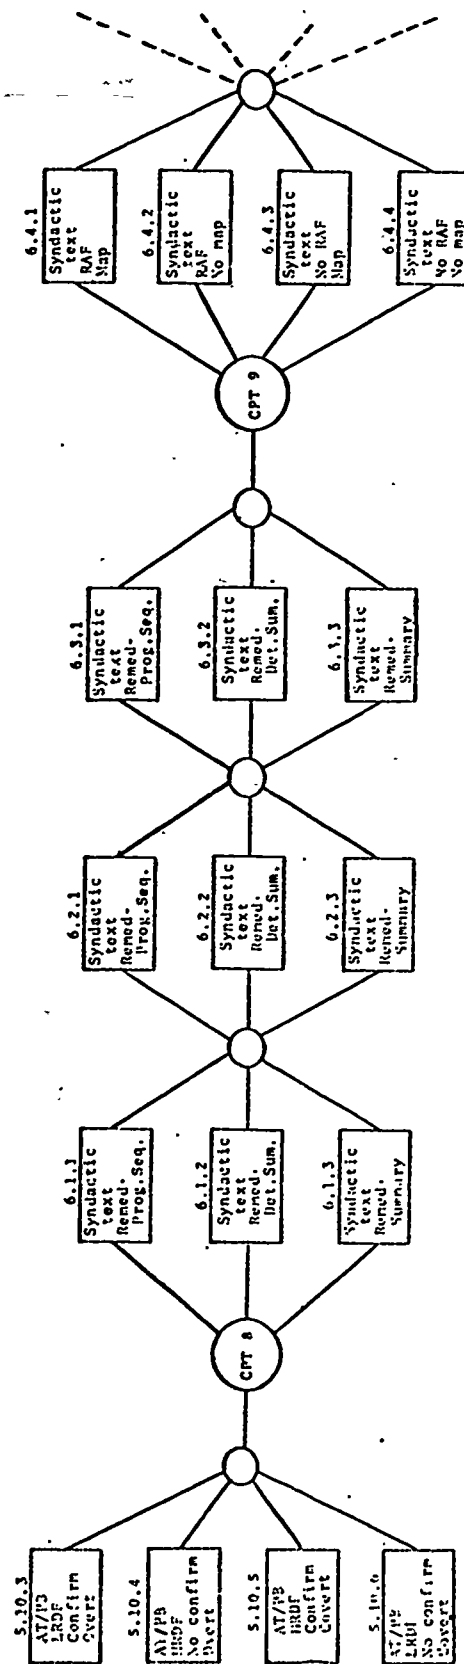 6.4.1
Syndactic
text
RAF
Map
6.4.2
Syndactic
text
RAF
No map
6.4.3
Syndactic
text
No RAF
Map
6.4.4
Syndactic
text
No RAF
No map
CPT 9
6.3.1
Syndactic
text
Remed-
Prog.Seq.
6.3.2
Syndactic
text
Remed.
Det.Sum.
6.3.3
Syndactic
text
Remed-
Summary
6.2.1
Syndactic
text
Remed-
Prog.Seq.
6.2.2
Syndactic
text
Remed.
Det.Sum.
6.2.3
Syndactic
text
Remed-
Summary
6.1.1
Syndactic
text
Remed-
Prog.Seq.
6.1.2
Syndactic
text
Remed.
Det.Sum.
6.1.3
Syndactic
text
Remed.
Summary
CPT 8
5.10.3
AT/PB
Confirm
Overt
5.10.4
AT/PB
No confirm
Overt
5.10.5
AT/PB
Confirm
Covert
5.10.6
AT/PB
No confirm
Covert